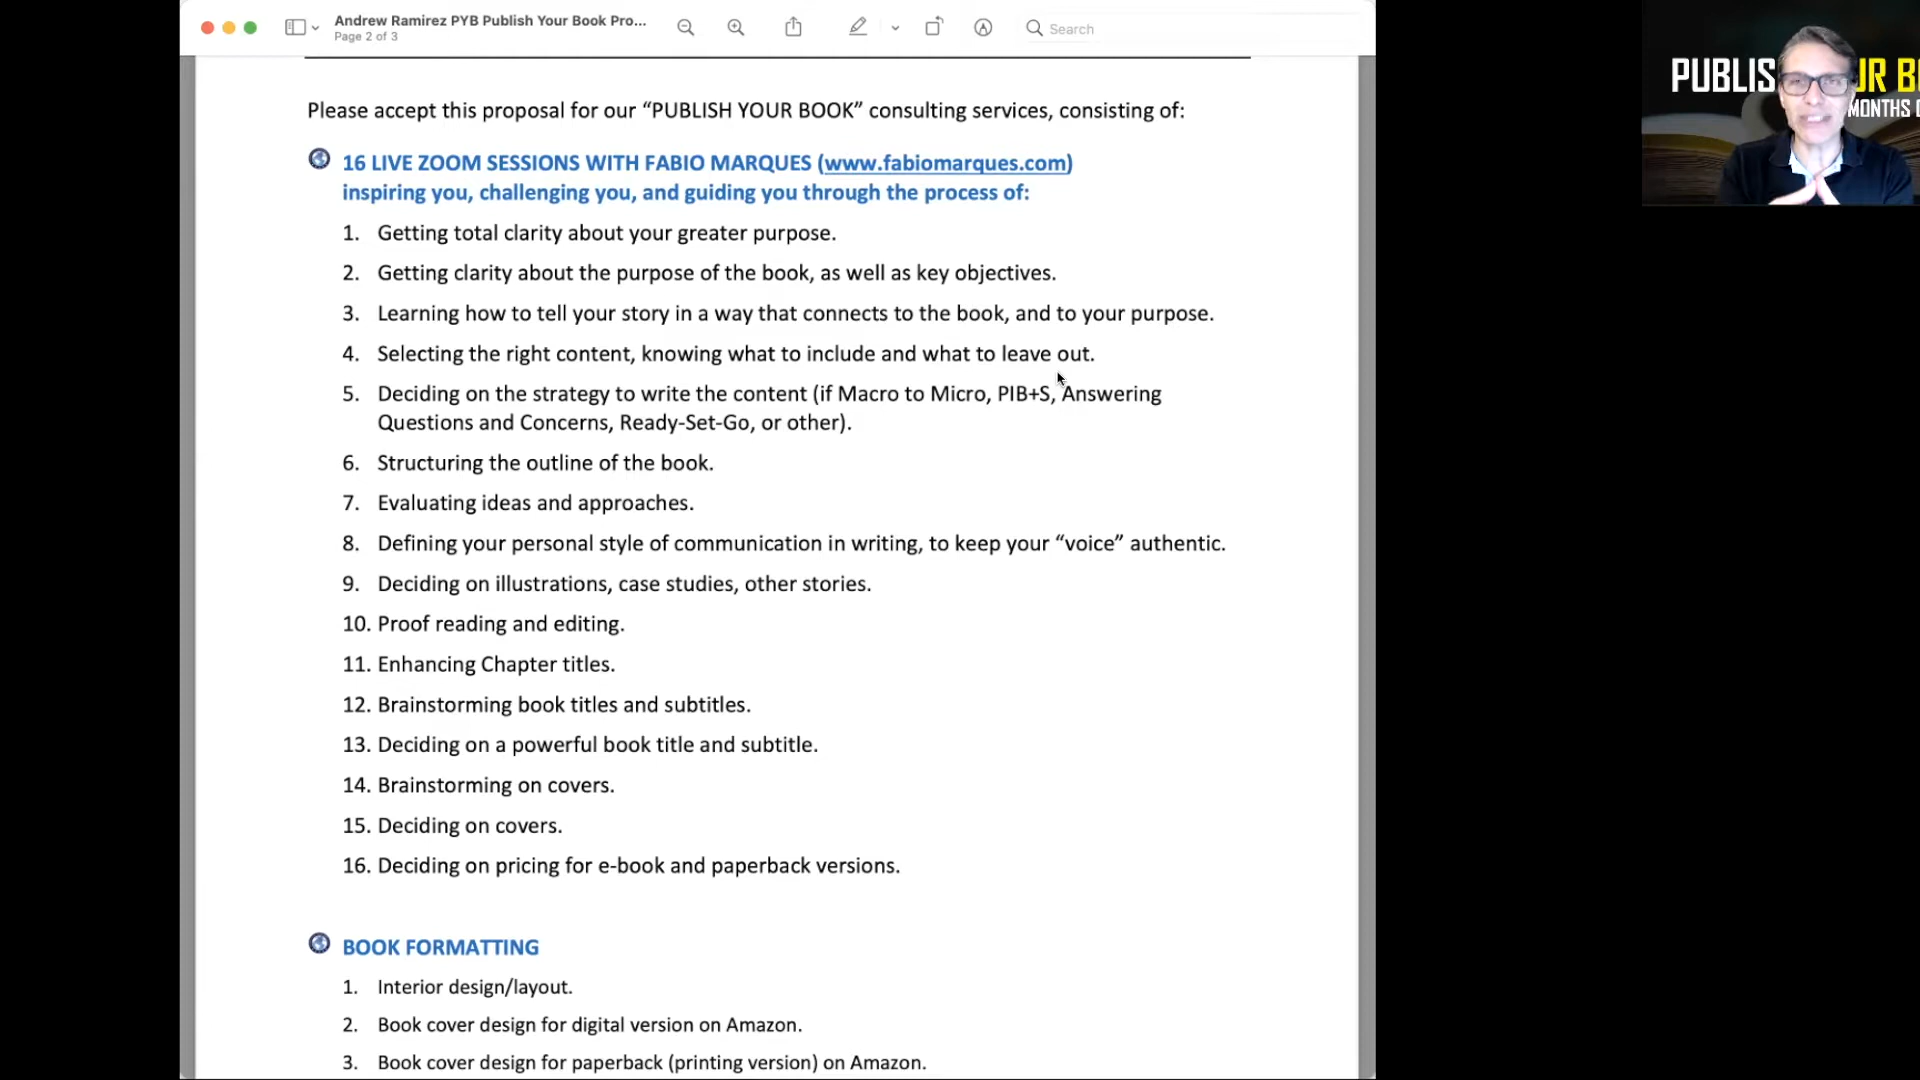 Andrew Ramirez PYB Publish Your Book Pro...
Page 2 of 3
Search
Please accept this proposal for our “PUBLISH YOUR BOOK” consulting services, consisting of:
16 LIVE ZOOM SESSIONS WITH FABIO MARQUES (www.fabiomarques.com)
inspiring you, challenging you, and guiding you through the process of:
1. Getting total clarity about your greater purpose.
2. Getting clarity about the purpose of the book, as well as key objectives.
3. Learning how to tell your story in a way that connects to the book, and to your purpose.
4. Selecting the right content, knowing what to include and what to leave out.
5. Deciding on the strategy to write the content (if Macro to Micro, PIB+S, Answering
Questions and Concerns, Ready-Set-Go, or other).
6. Structuring the outline of the book.
7. Evaluating ideas and approaches.
8. Defining your personal style of communication in writing, to keep your “voice” authentic.
9. Deciding on illustrations, case studies, other stories.
10. Proof reading and editing.
11. Enhancing Chapter titles.
12. Brainstorming book titles and subtitles.
13. Deciding on a powerful book title and subtitle.
14. Brainstorming on covers.
15. Deciding on covers.
16. Deciding on pricing for e-book and paperback versions.
BOOK FORMATTING
1. Interior design/layout.
2. Book cover design for digital version on Amazon.
3. Book cover design for paperback (printing version) on Amazon.
PUBLIS UR B
MONTHS